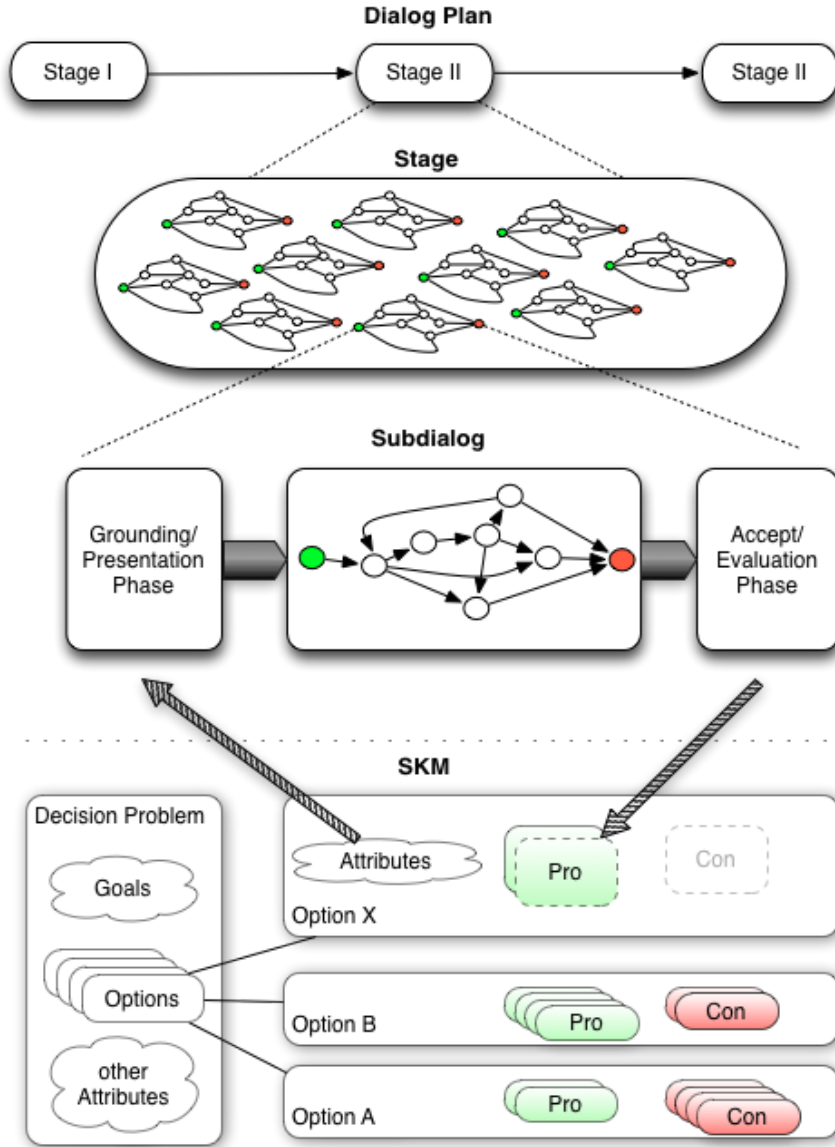 Dialog Plan
Stage I
Stage II
Stage II
Stage
Subdialog
Grounding/
Presentation
Phase
Accept/
Evaluation
Phase
SKM
Decision Problem
Goals
Options
other
Attributes
Attributes
Pro
Con
Option X
Option B
Pro
Con
Option A
Pro
Con